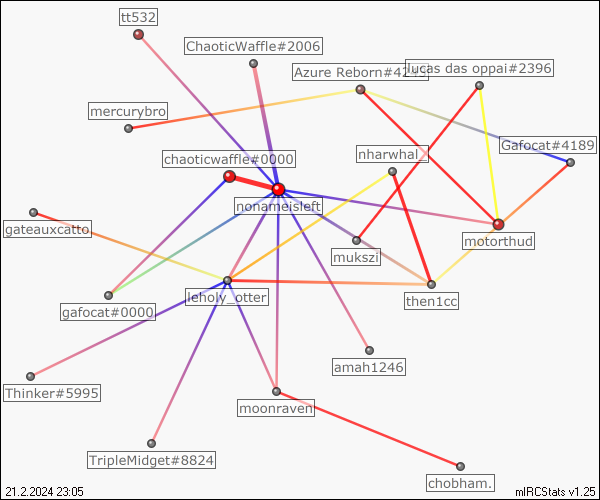 tt532
ChaoticWaffle#2006
Azure Reborn#42
lucas das oppai#2396
mercurybro
Gafocat#4189
chaoticwaffle#0000
nharwhal_
nonameisleft
gateauxcatto
motorthud
mukszi
leholy_otter
then1cc
gafocat#0000
amah1246
Thinker#5995
moonraven
TripleMidget#8824
chobham.
21.2.2024 23:05
mIRCStats v1.25